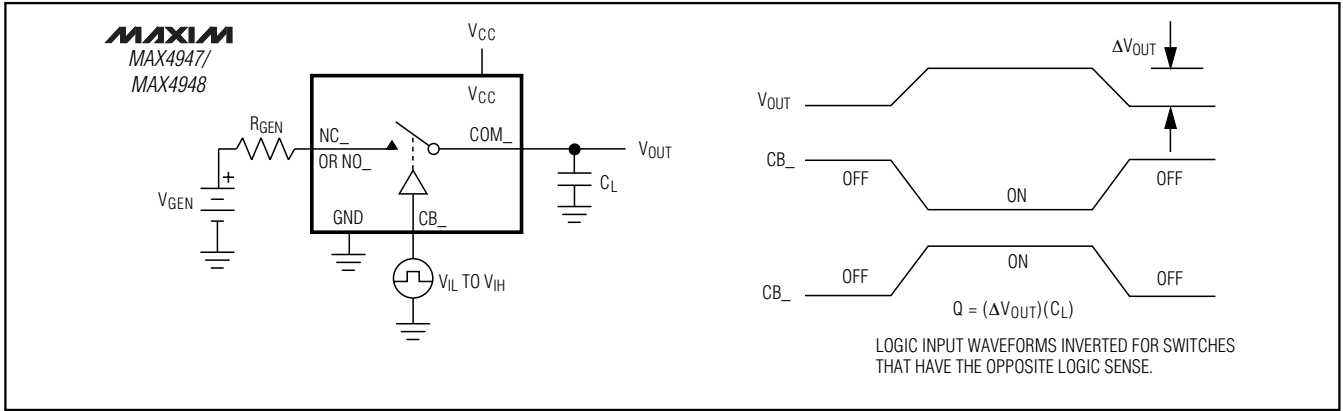 MAXIM
MAX4947/
MAX4948
VCC
VCC
RGEN
NC_
OR NO_
COM_
VOUT
CL
VGEN
+
GND
CB_
VIL TO VIH
ΔVOUT
VOUT
CB_
OFF
ON
OFF
CB_
OFF
ON
OFF
Q = (ΔVOUT)(CL)
LOGIC INPUT WAVEFORMS INVERTED FOR SWITCHES
THAT HAVE THE OPPOSITE LOGIC SENSE.